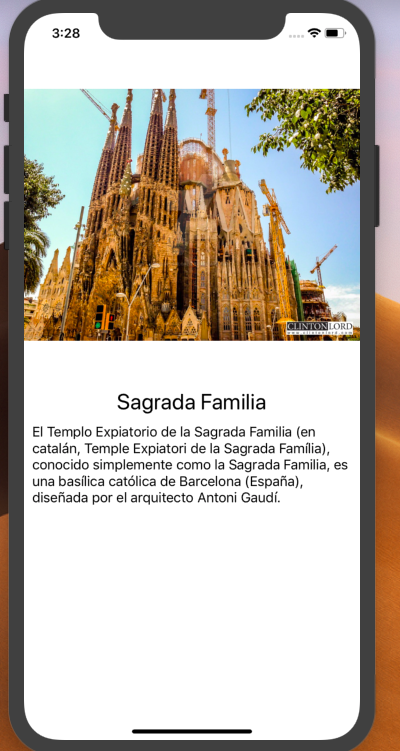 3:28
CLINTONLORD
www.clintonlord.com
Sagrada Familia
El Templo Expiatorio de la Sagrada Familia (en
catalán, Temple Expiatori de la Sagrada Família),
conocido simplemente como la Sagrada Familia, es
una basílica católica de Barcelona (España),
diseñada por el arquitecto Antoni Gaudí.